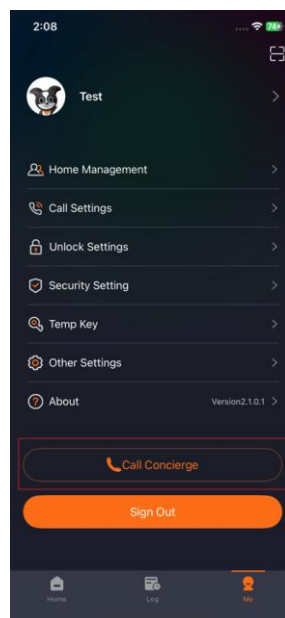 2:08
74
Test
Home Management
Call Settings
Unlock Settings
Security Setting
Temp Key
Other Settings
About Version2.1.0.1
Call Concierge
Sign Out
Home Log Me